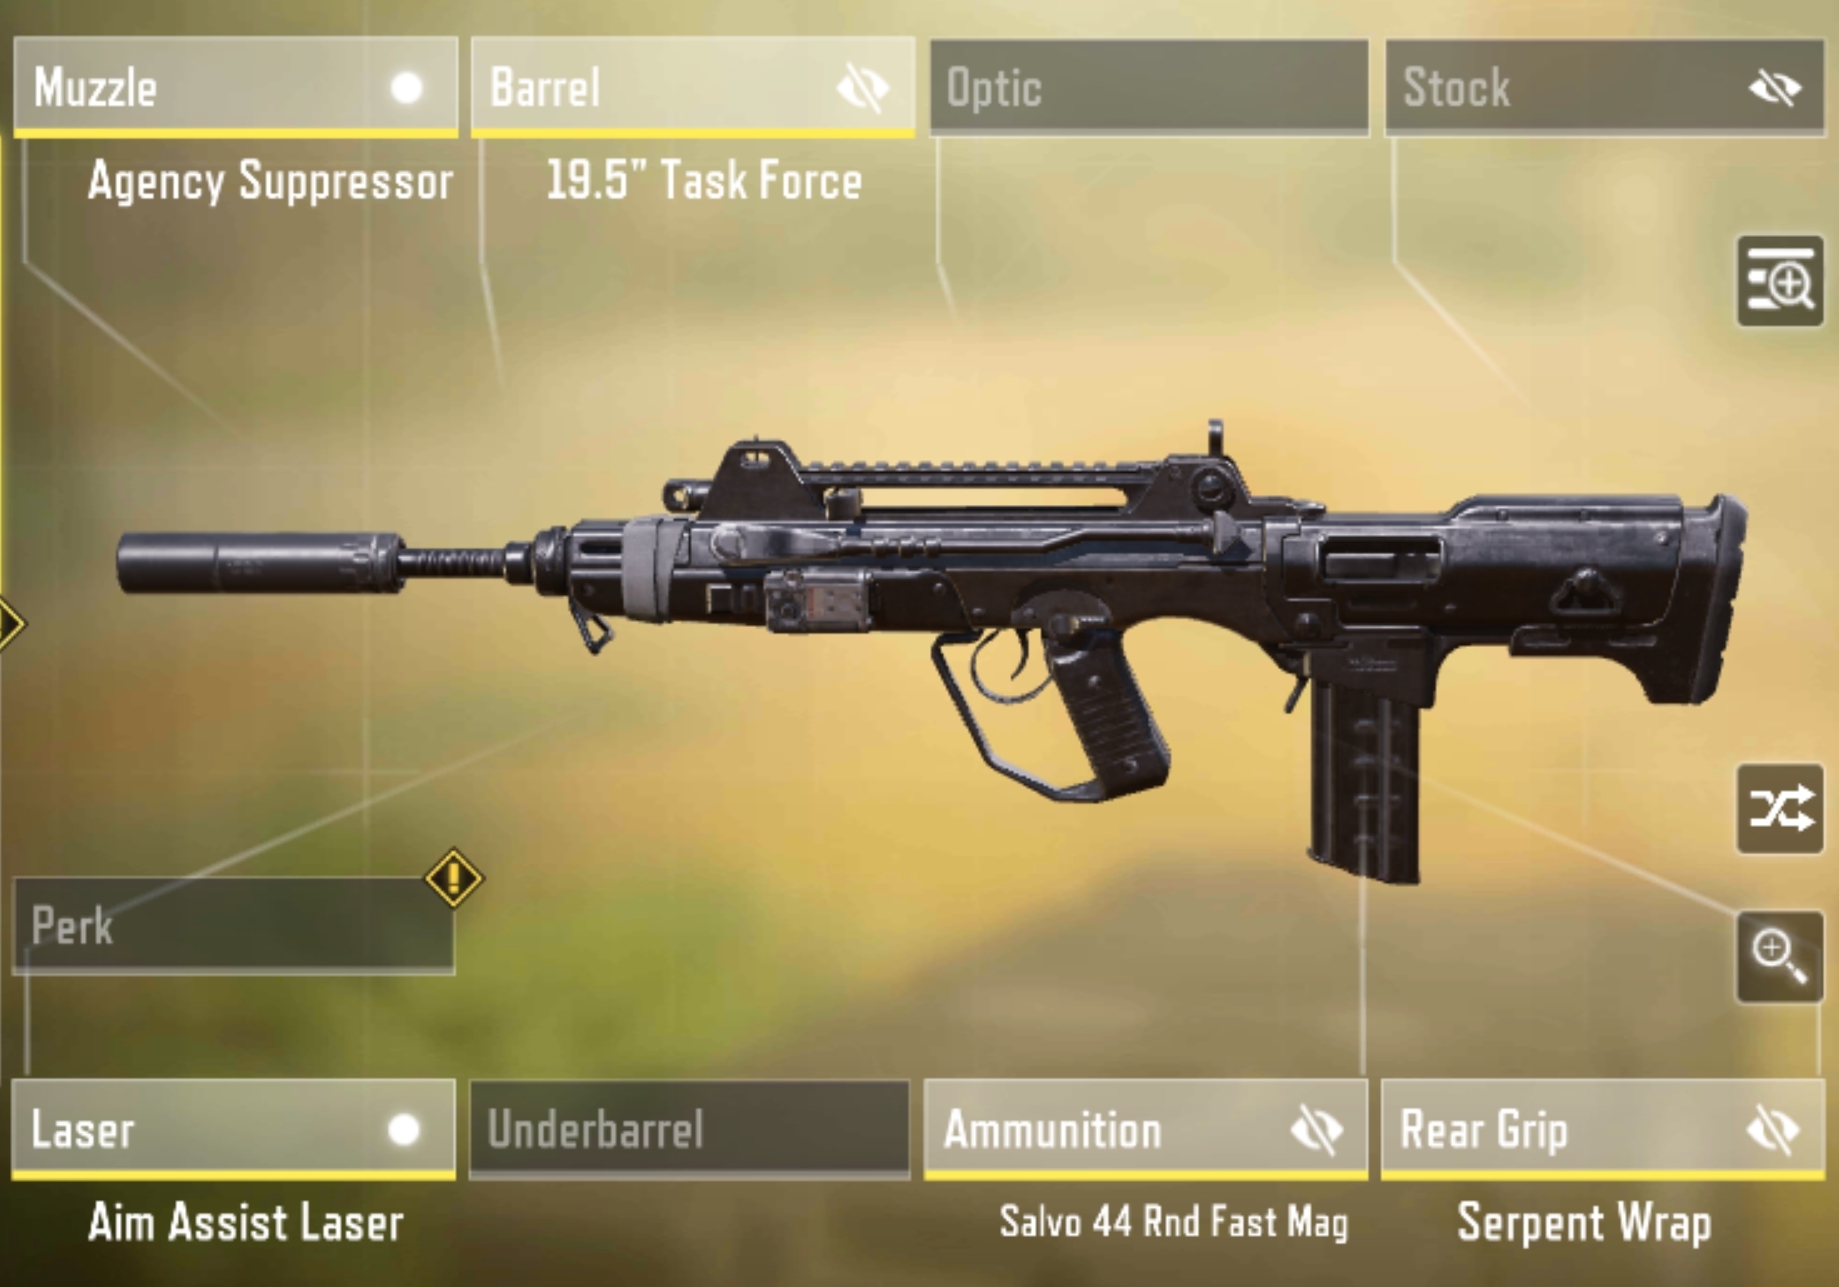 Muzzle
Barrel
Optic
Stock
Agency Suppressor
19.5" Task Force
Perk
Laser
Underbarrel
Ammunition
Rear Grip
Aim Assist Laser
Salvo 44 Rnd Fast Mag
Serpent Wrap